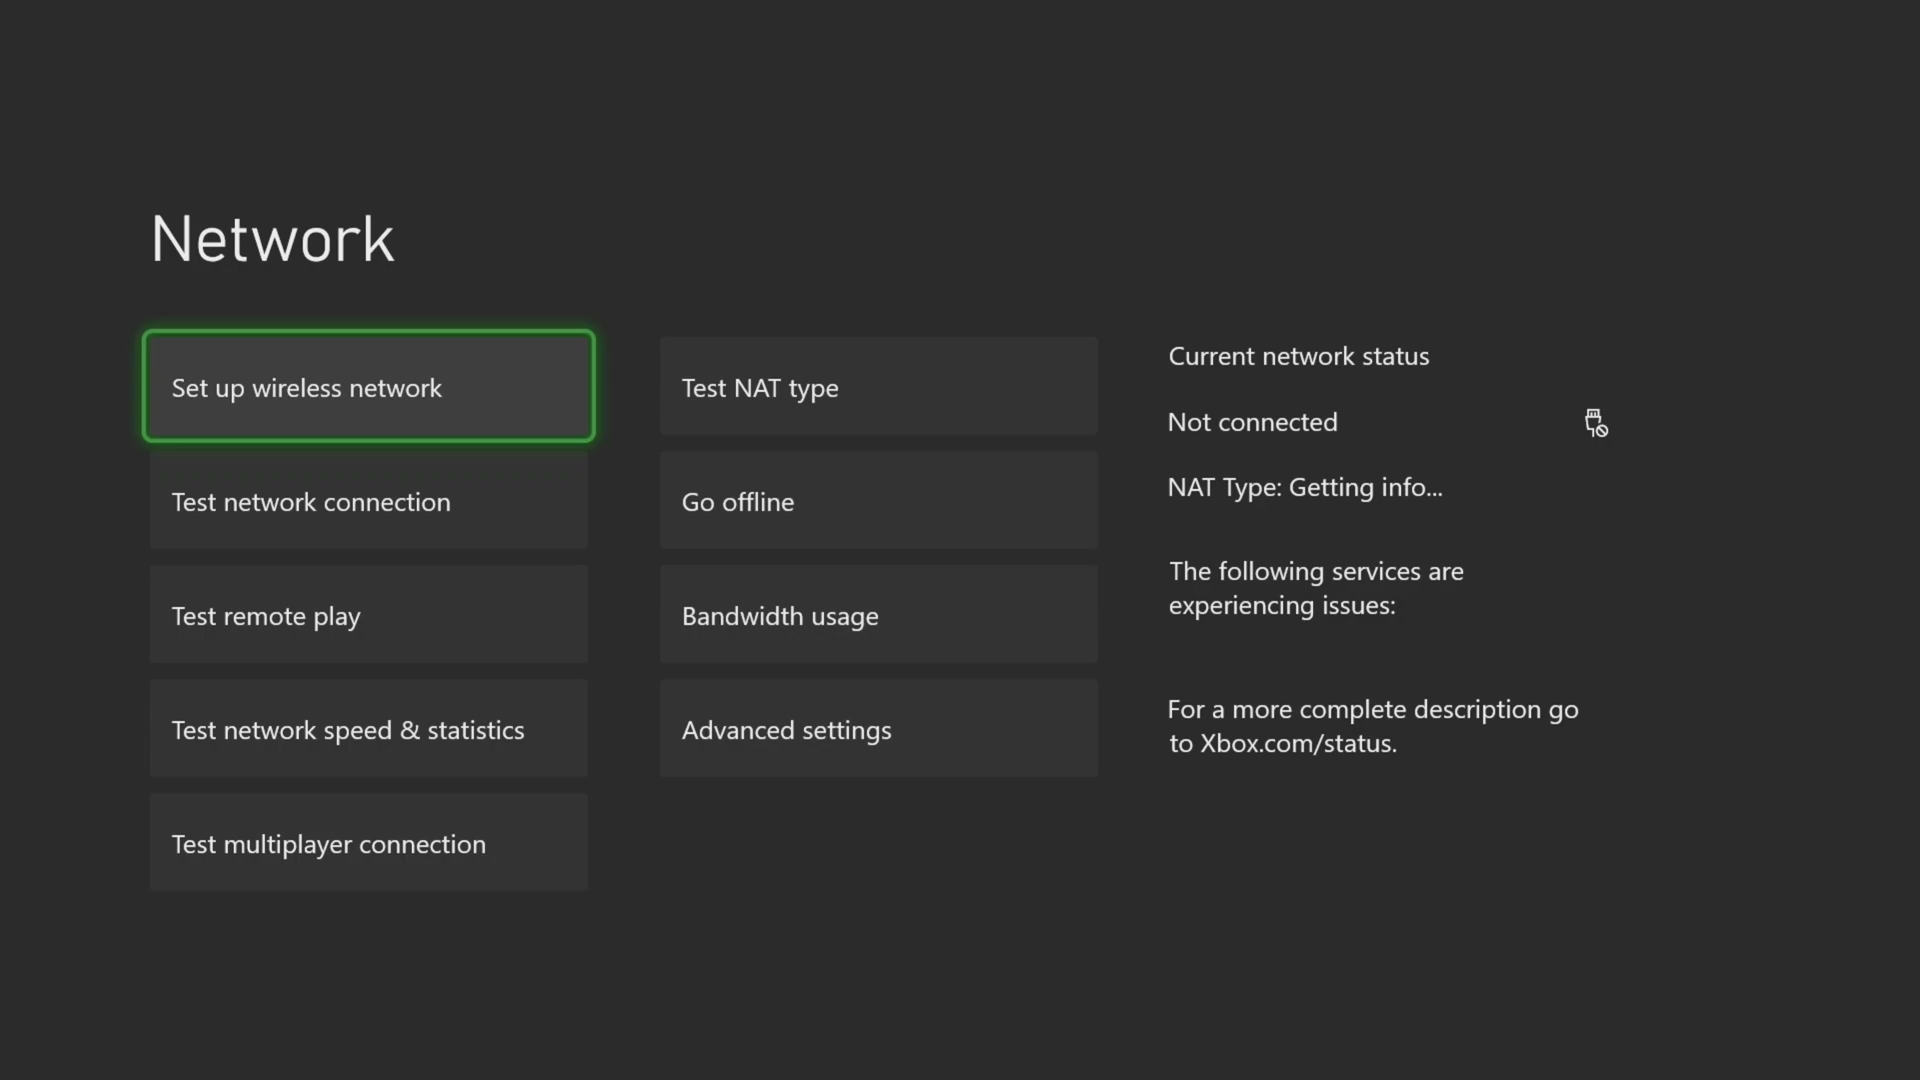 Network
Set up wireless network
Test network connection
Test remote play
Test network speed & statistics
Test multiplayer connection
Test NAT type
Go offline
Bandwidth usage
Advanced settings
Current network status
Not connected
NAT Type: Getting info...
The following services are
experiencing issues:
For a more complete description go
to Xbox.com/status.